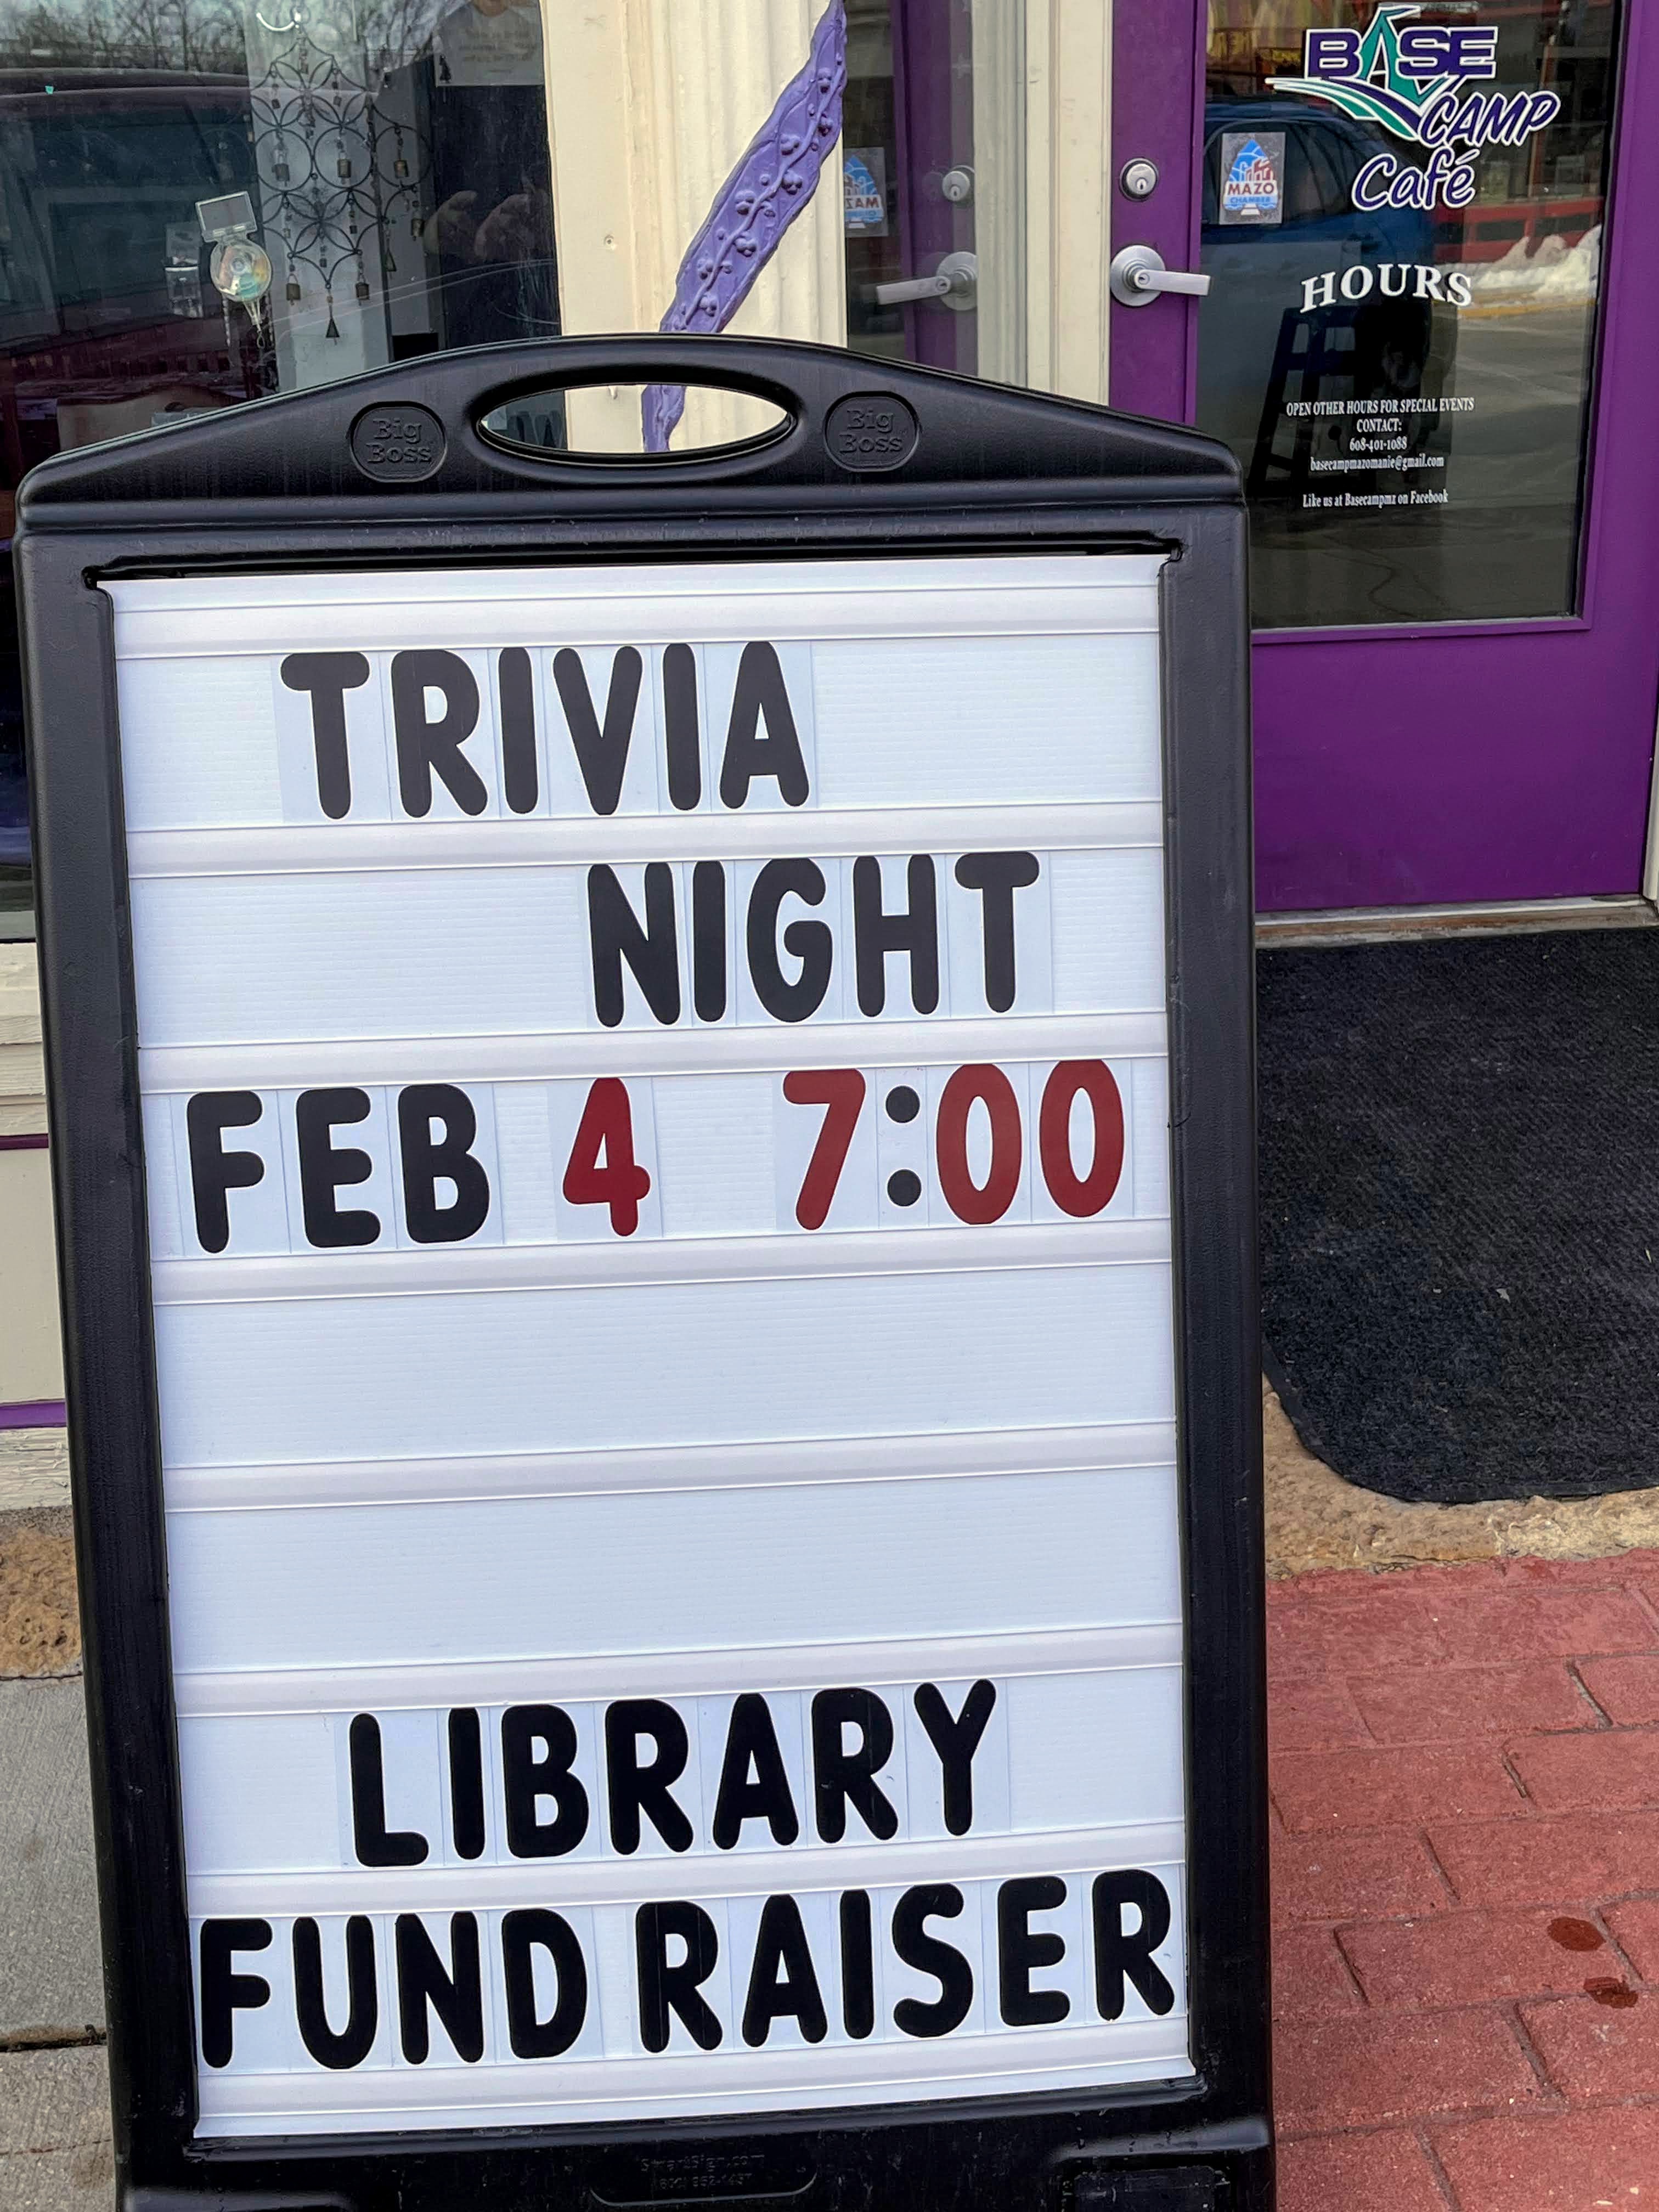 BASE
CAMP
Café
MAZO
CHAMBER
HOURS
OPEN OTHER HOURS FOR SPECIAL EVENTS
CONTACT:
608-401-1088
basecampmazomanie@gmail.com
Like us at Basecampmz on Facebook
Big Boss
Big Boss
TRIVIA
NIGHT
FEB 4 7:00
LIBRARY
FUND RAISER